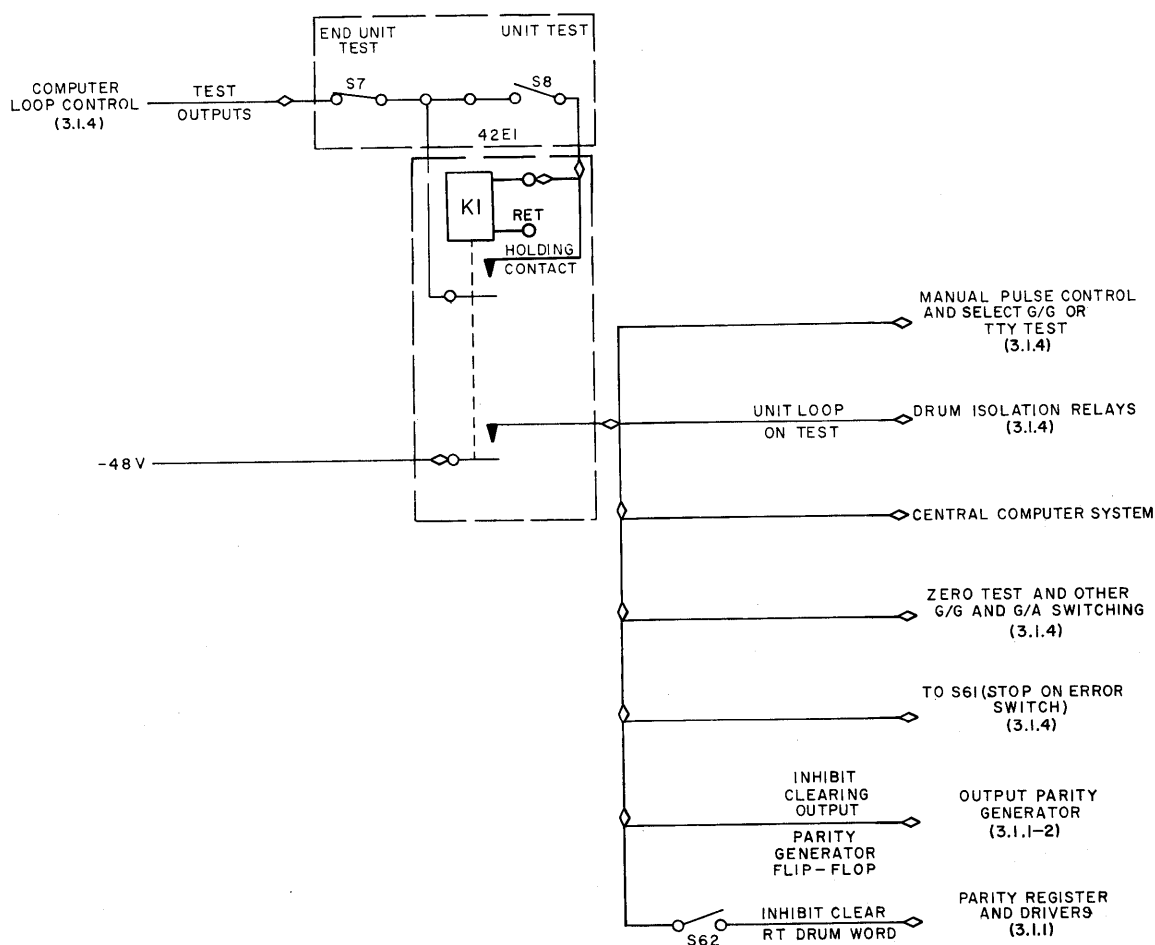 END UNIT
TEST
UNIT TEST
S7
S8
COMPUTER
LOOP CONTROL
(3.1.4)
TEST
OUTPUTS
42E1
K1
RET
HOLDING
CONTACT
MANUAL PULSE CONTROL
AND SELECT G/G OR
TTY TEST
(3.1.4)
UNIT LOOP
ON TEST
DRUM ISOLATION RELAYS
(3.1.4)
-48V
CENTRAL COMPUTER SYSTEM
ZERO TEST AND OTHER
G/G AND G/A SWITCHING
(3.1.4)
TO S61 (STOP ON ERROR
SWITCH)
(3.1.4)
INHIBIT
CLEARING
OUTPUT
PARITY
GENERATOR
FLIP-FLOP
OUTPUT PARITY
GENERATOR
(3.1.1-2)
S62
INHIBIT CLEAR
RT DRUM WORD
PARITY REGISTER
AND DRIVERS
(3.1.1)